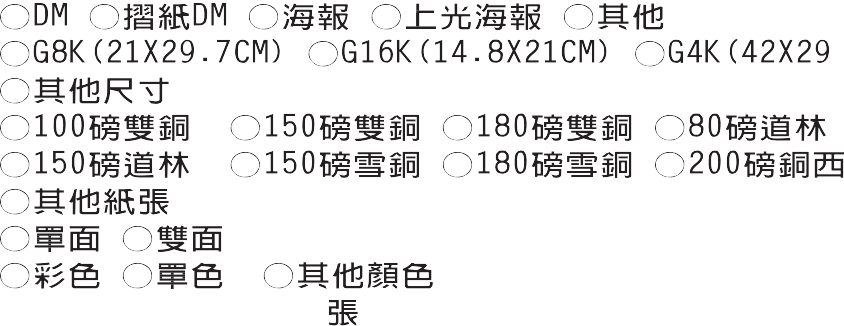 ○DM ○摺紙DM ○海報 ○上光海報 ○其他
○G8K(21X29.7CM) ○G16K(14.8X21CM) ○G4K(42X29
○其他尺寸
○100磅雙銅 ○150磅雙銅 ○180磅雙銅 ○80磅道林
○150磅道林 ○150磅雪銅 ○180磅雪銅 ○200磅銅西
○其他紙張
○單面 ○雙面
○彩色 ○單色 ○其他顏色
張